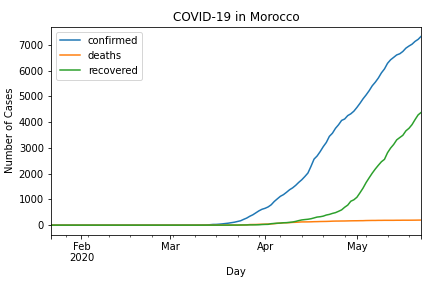 COVID-19 in Morocco
confirmed
deaths
recovered
Number of Cases
7000
6000
5000
4000
3000
2000
1000
0
Feb
2020
Mar
Apr
May
Day